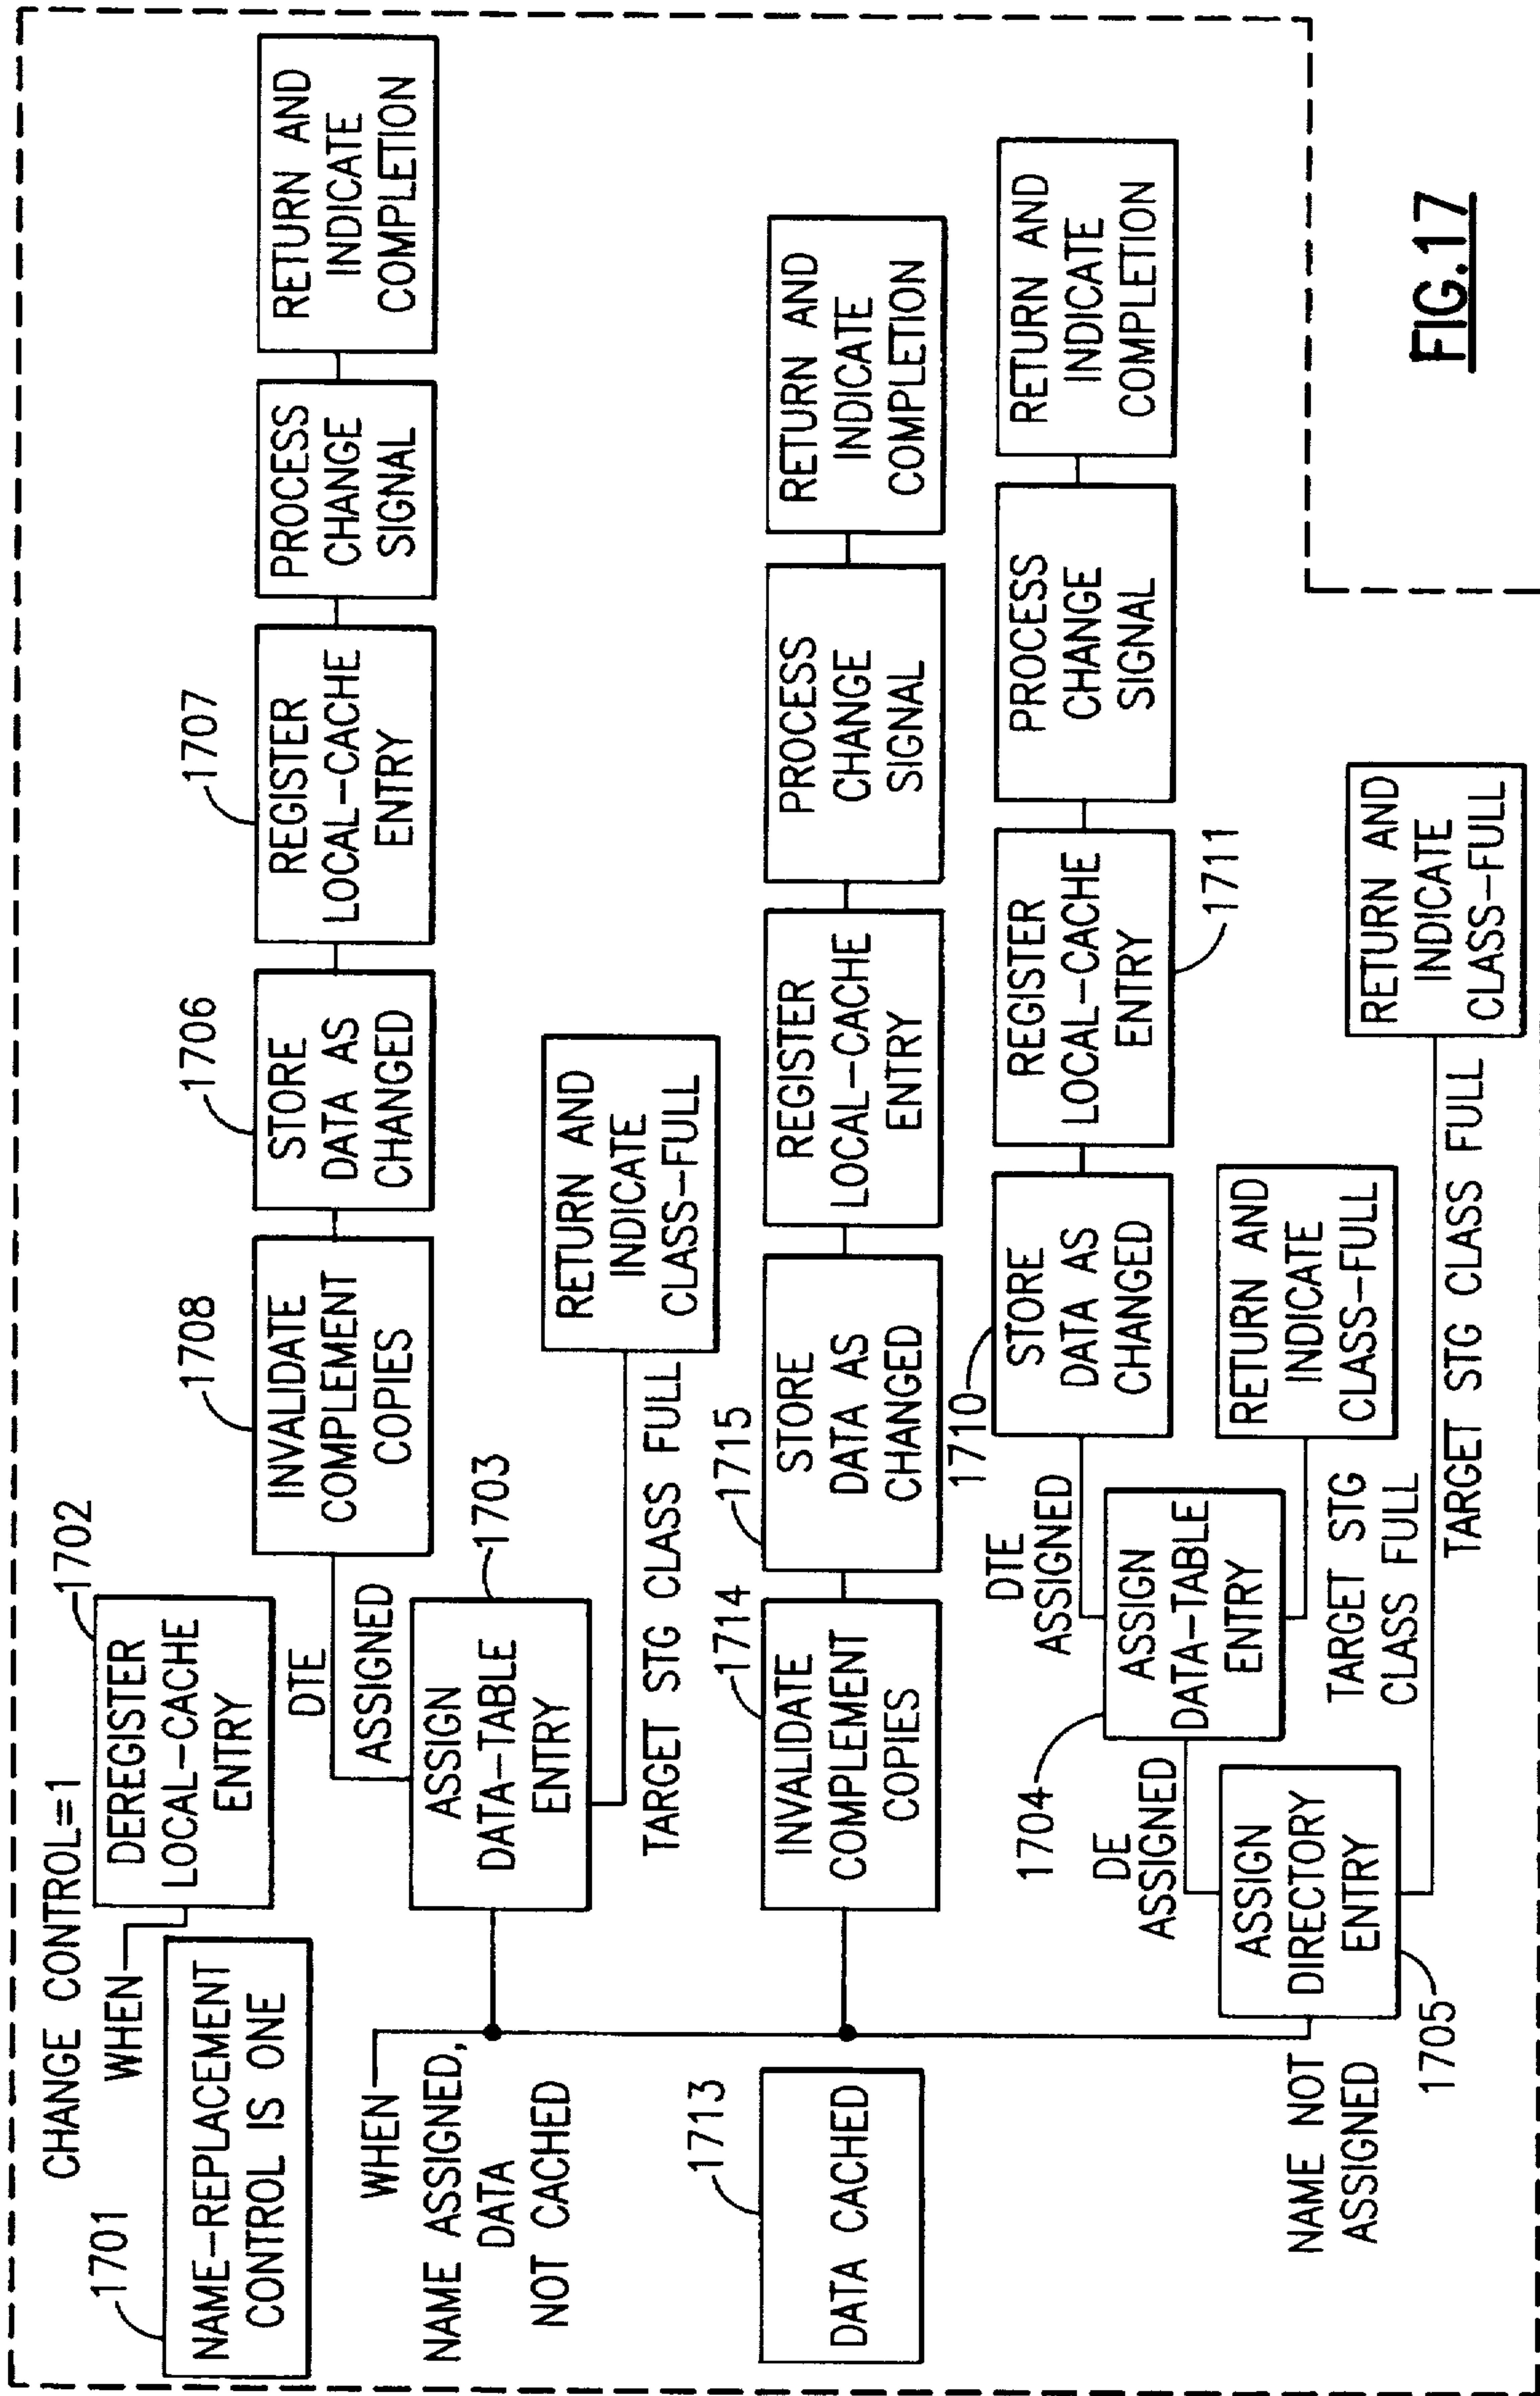 CHANGE CONTROL=1
1701
NAME-REPLACEMENT
CONTROL IS ONE
WHEN
1702
DEREGISTER
LOCAL-CACHE
ENTRY
WHEN
NAME ASSIGNED,
DATA
NOT CACHED
ASSIGN
DATA-TABLE
ENTRY
1703
DTE
ASSIGNED
1708
INVALIDATE
COMPLEMENT
COPIES
1706
STORE
DATA AS
CHANGED
1707
REGISTER
LOCAL-CACHE
ENTRY
PROCESS
CHANGE
SIGNAL
RETURN AND
INDICATE
COMPLETION
TARGET STG CLASS FULL
RETURN AND
INDICATE
CLASS-FULL
1713
DATA CACHED
1714
INVALIDATE
COMPLEMENT
COPIES
1715
STORE
DATA AS
CHANGED
REGISTER
LOCAL-CACHE
ENTRY
PROCESS
CHANGE
SIGNAL
RETURN AND
INDICATE
COMPLETION
NAME NOT
ASSIGNED
ASSIGN
DIRECTORY
ENTRY
1705
DE
ASSIGNED
1704
ASSIGN
DATA-TABLE
ENTRY
DTE
ASSIGNED
1710
STORE
DATA AS
CHANGED
REGISTER
LOCAL-CACHE
ENTRY
1711
PROCESS
CHANGE
SIGNAL
RETURN AND
INDICATE
COMPLETION
TARGET STG
CLASS FULL
RETURN AND
INDICATE
CLASS-FULL
TARGET STG CLASS FULL
RETURN AND
INDICATE
CLASS-FULL
FIG.17